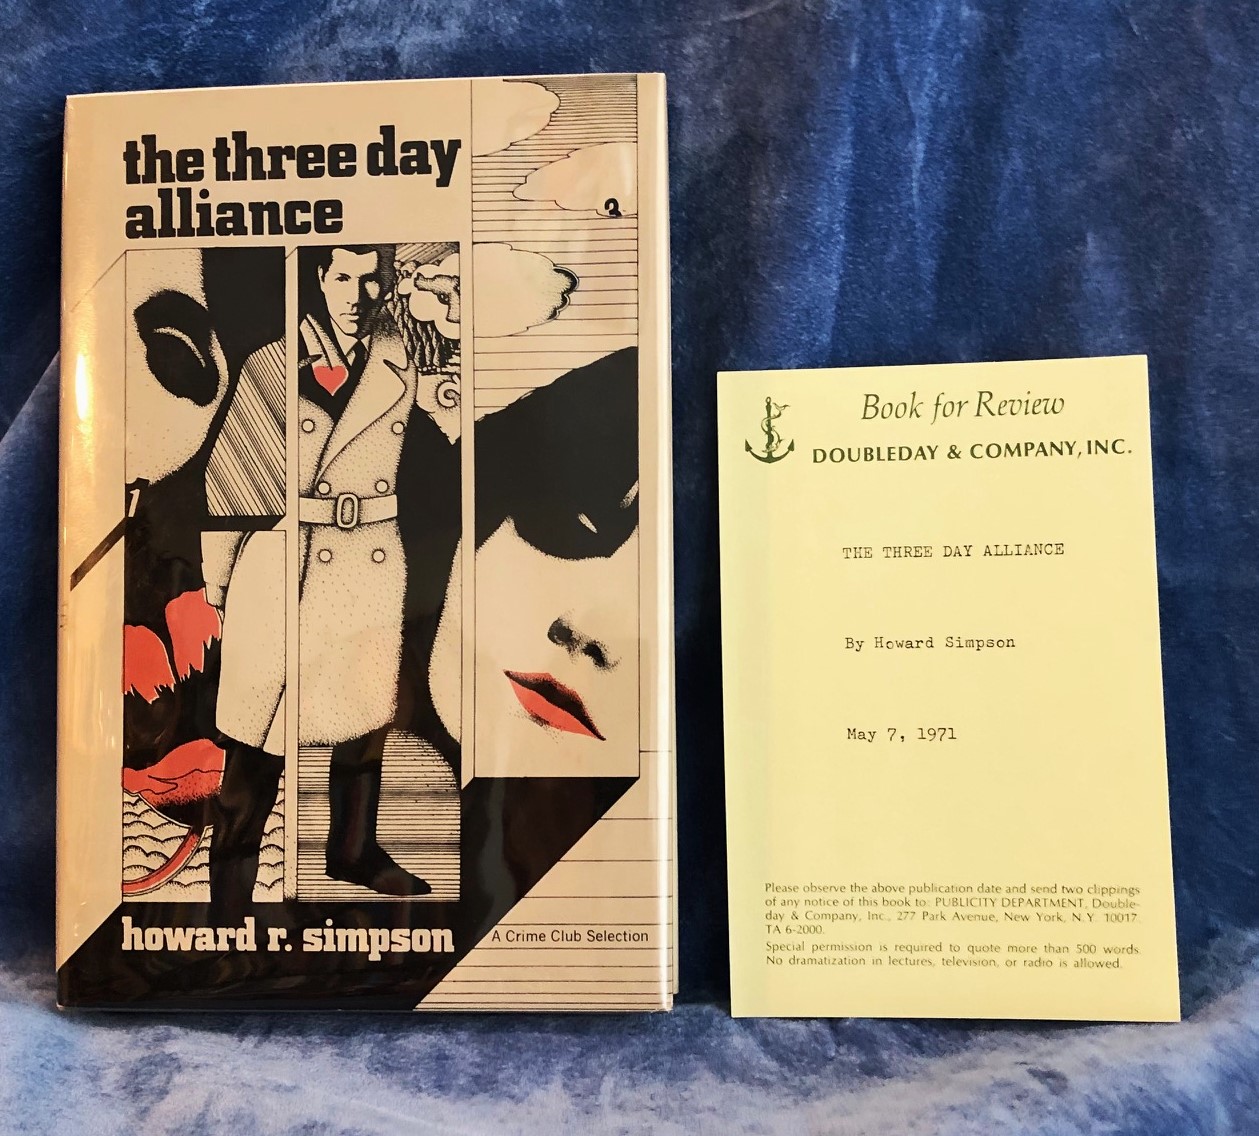 the three day
alliance
3
1
howard r. simpson
A Crime Club Selection
Book for Review
DOUBLEDAY & COMPANY, INC.
THE THREE DAY ALLIANCE
By Howard Simpson
May 7, 1971
Please observe the above publication date and send two clippings
of any notice of this book to: PUBLICITY DEPARTMENT, Double-
day & Company, Inc., 277 Park Avenue, New York, N.Y. 10017.
TA 6-2000.
Special permission is required to quote more than 500 words.
No dramatization in lectures, television, or radio is allowed.